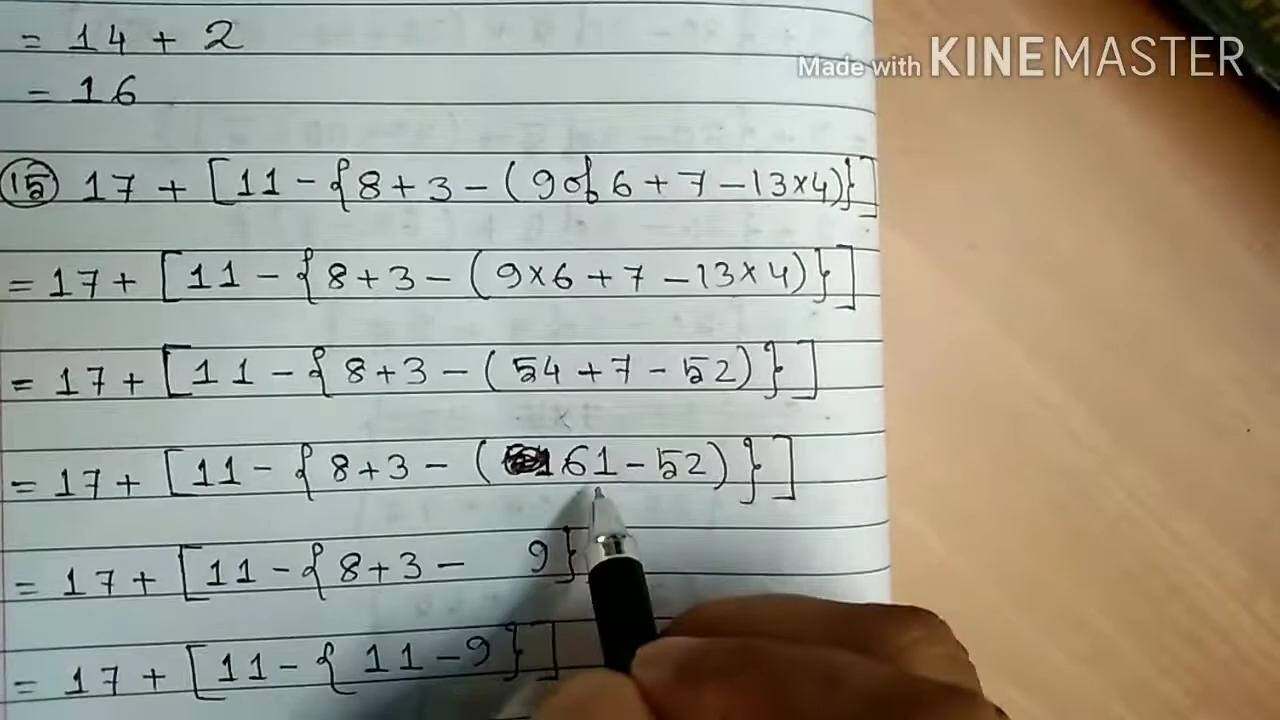 = 14 + 2
Made with KINEMASTER
= 16
15 17 + [11 - {8 + 3 - (9 of 6 + 7 - 13 × 4)}]
= 17 + [11 - {8 + 3 - (9 × 6 + 7 - 13 × 4)}]
= 17 + [11 - {8 + 3 - (54 + 7 - 52)}]
= 17 + [11 - {8 + 3 - (61 - 52)}]
= 17 + [11 - {8 + 3 - 9}
= 17 + [11 - {11 - 9}]